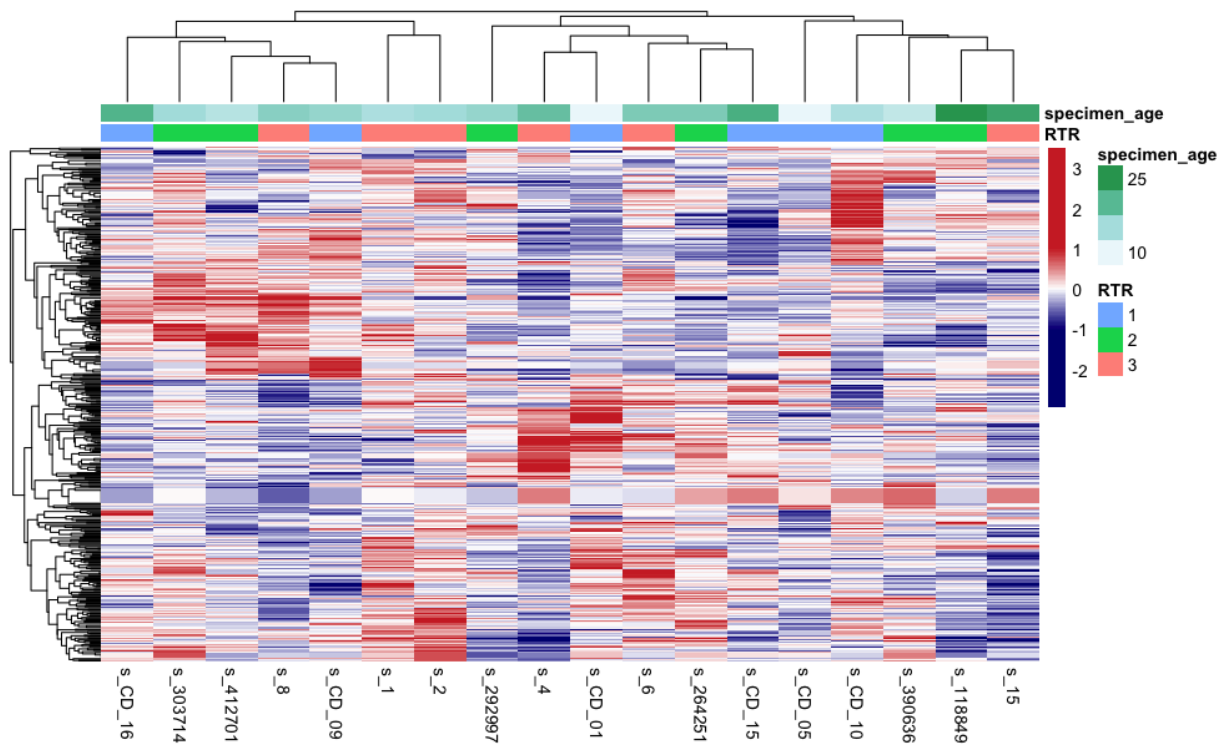 specimen_age
RTR
3
2
1
0
-1
-2
specimen_age
25
10
RTR
1
2
3
s_CD_16
s_303714
s_412701
s_8
s_CD_09
s_1
s_2
s_292997
s_4
s_CD_01
s_6
s_264251
s_CD_15
s_CD_05
s_CD_10
s_390636
s_118849
s_15